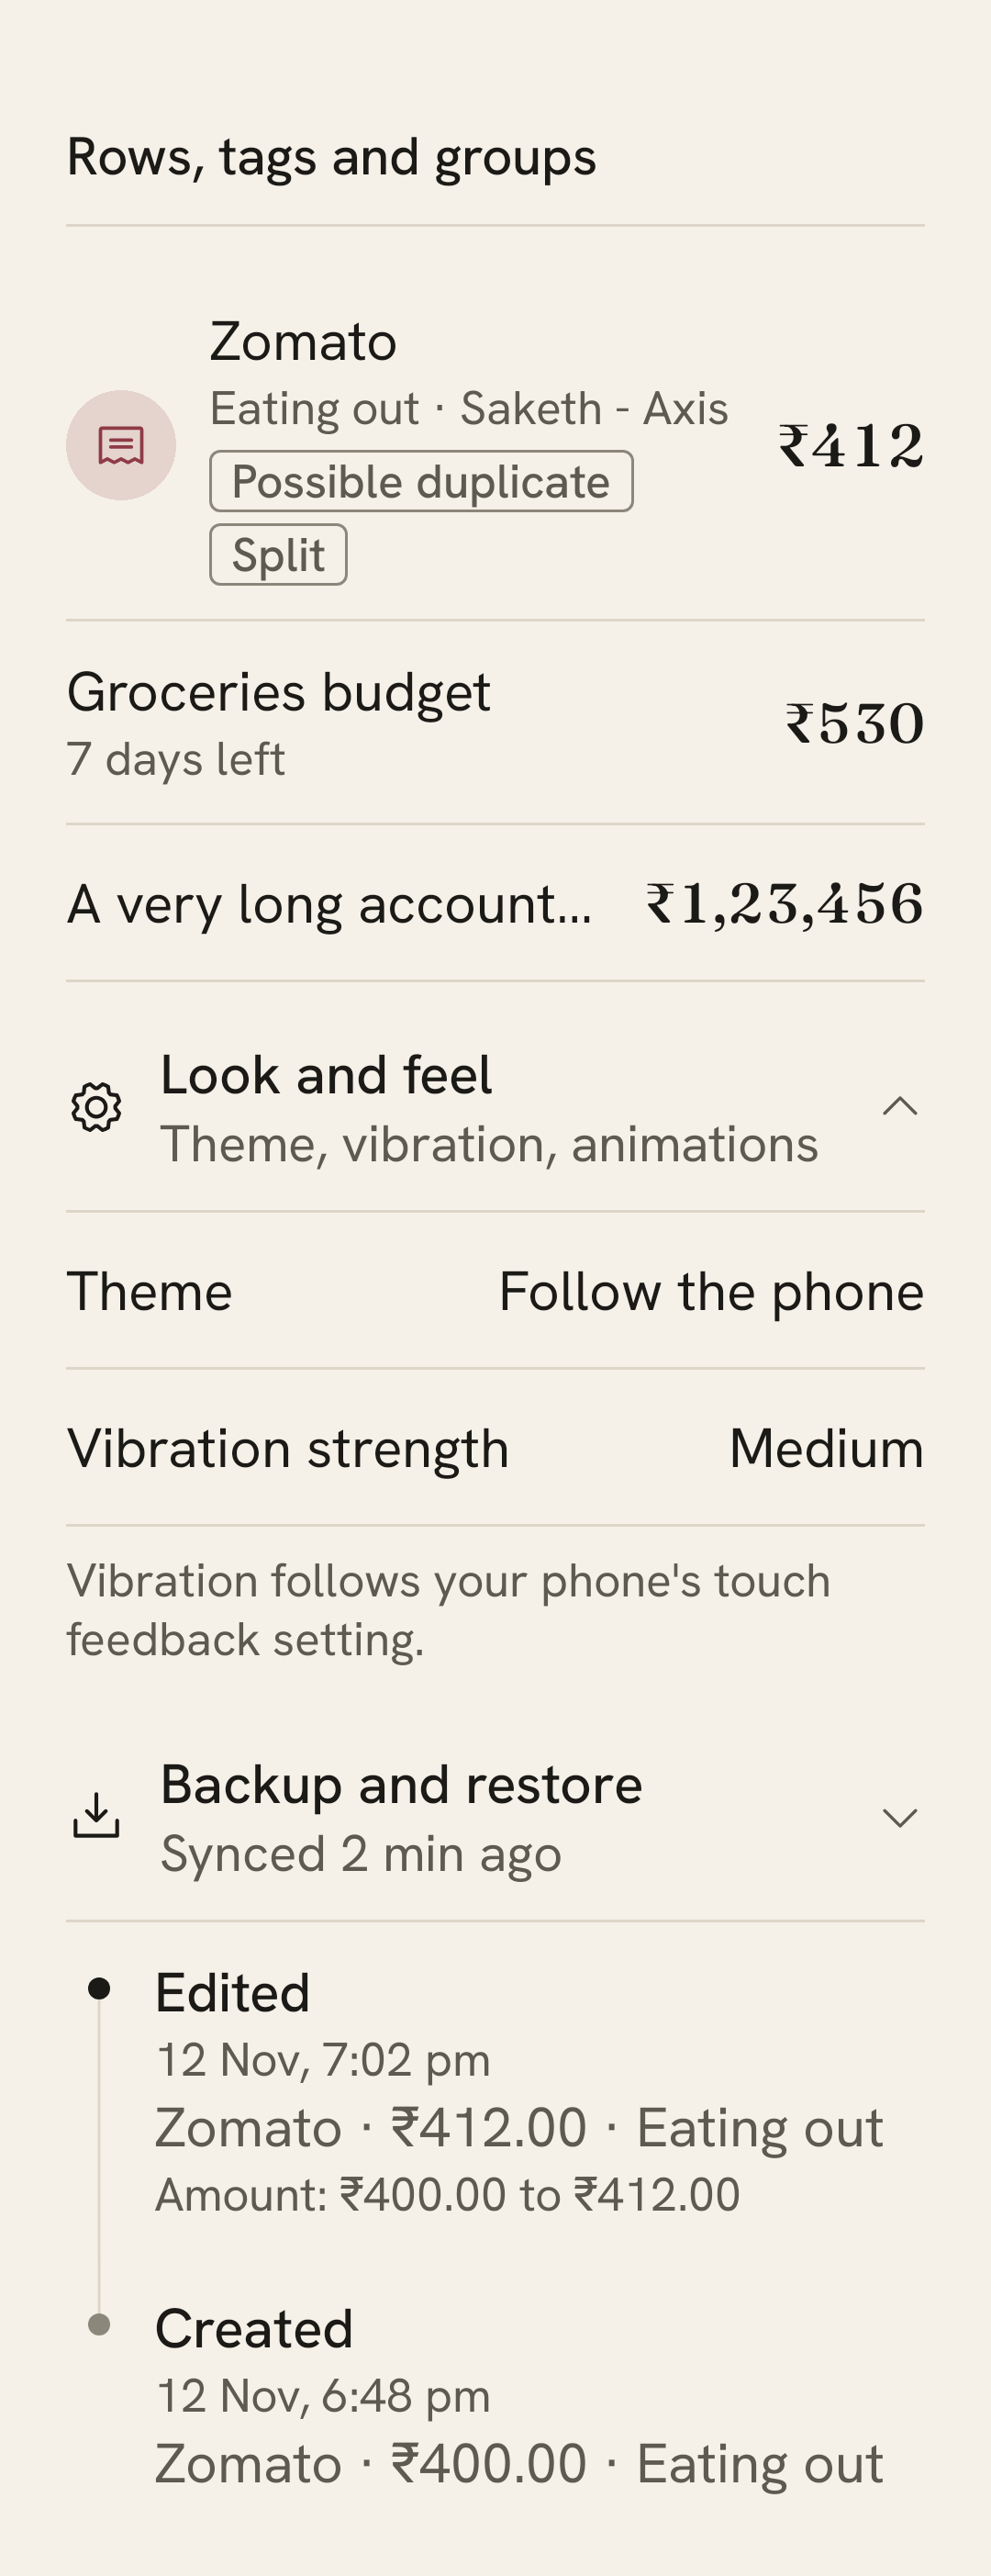 Rows, tags and groups
Zomato
Eating out · Saketh - Axis
₹412
Possible duplicate
Split
Groceries budget
₹530
7 days left
A very long account... ₹1,23,456
Look and feel
Theme, vibration, animations
Theme Follow the phone
Vibration strength Medium
Vibration follows your phone's touch
feedback setting.
Backup and restore
Synced 2 min ago
Edited
12 Nov, 7:02 pm
Zomato · ₹412.00 · Eating out
Amount: ₹400.00 to ₹412.00
Created
12 Nov, 6:48 pm
Zomato · ₹400.00 · Eating out